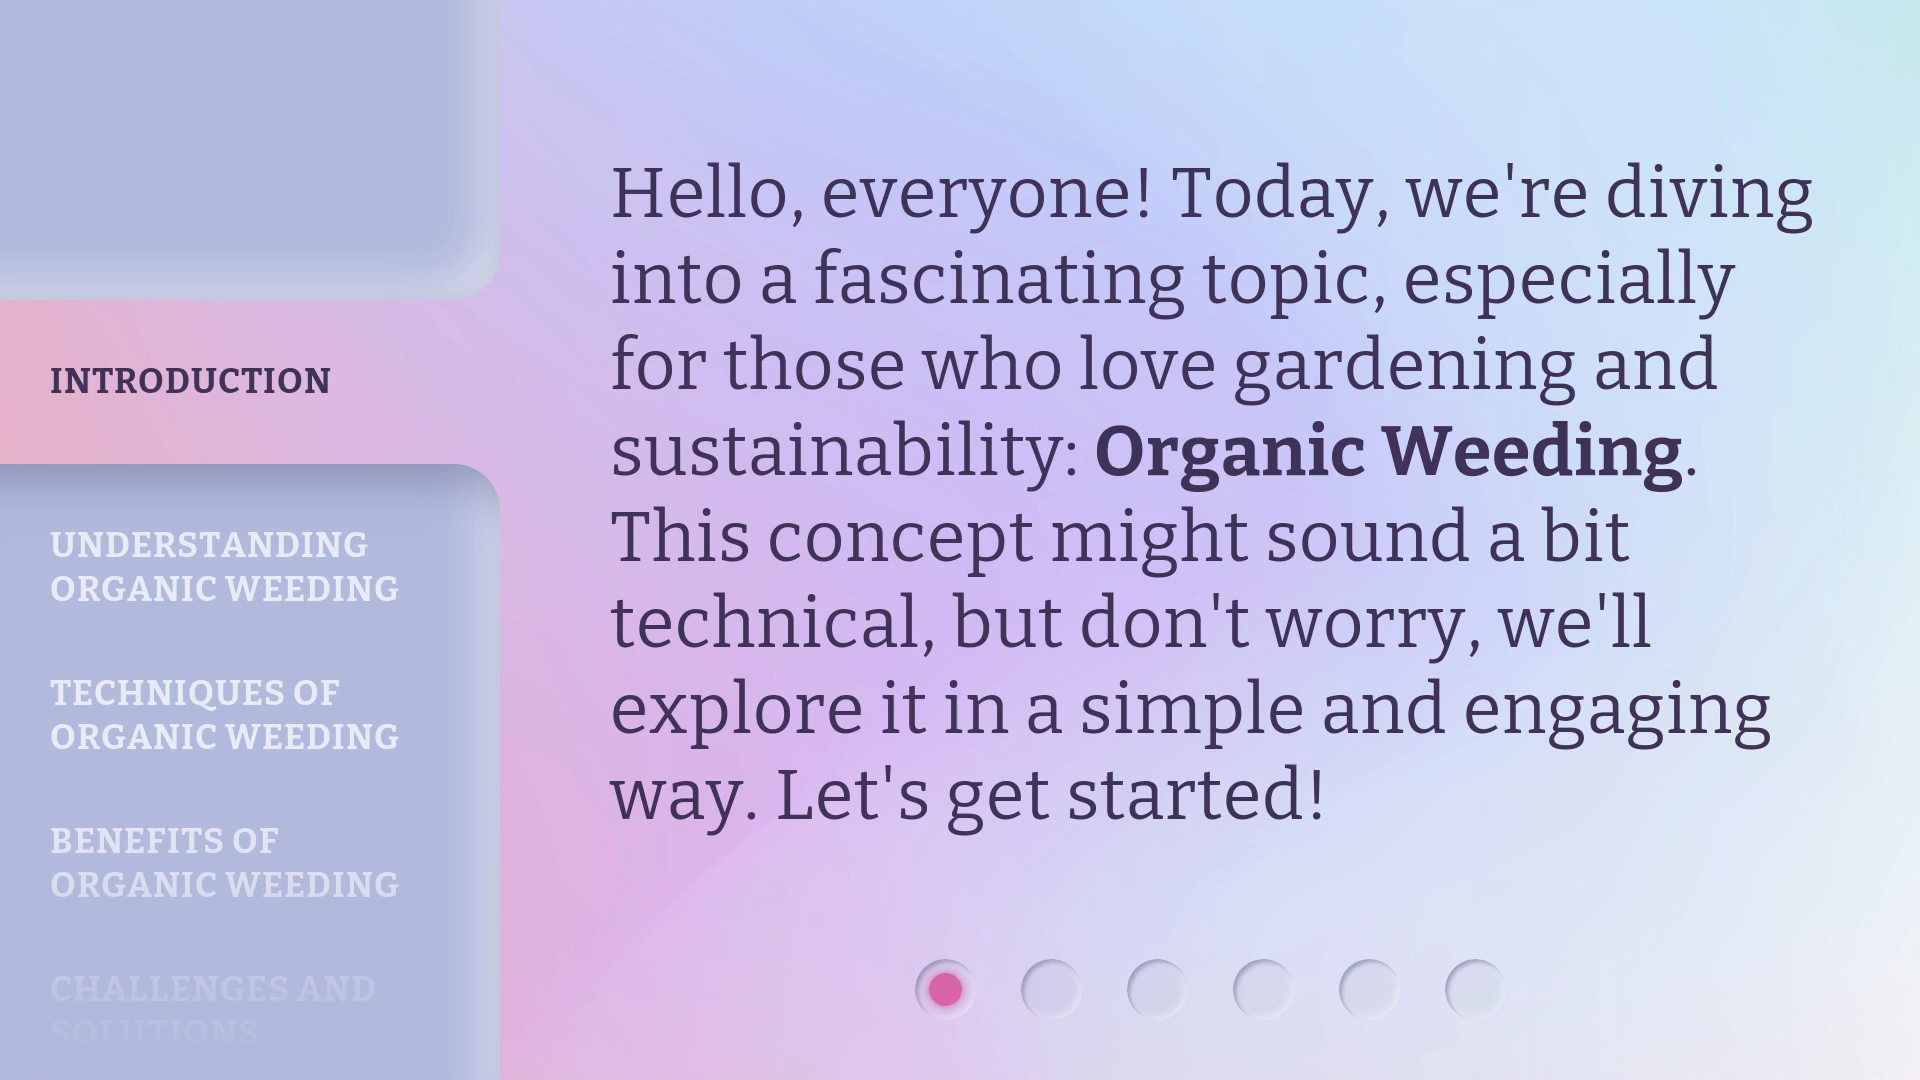 INTRODUCTION
UNDERSTANDING
ORGANIC WEEDING
TECHNIQUES OF
ORGANIC WEEDING
BENEFITS OF
ORGANIC WEEDING
CHALLENGES AND
SOLUTIONS
Hello, everyone! Today, we're diving
into a fascinating topic, especially
for those who love gardening and
sustainability: Organic Weeding.
This concept might sound a bit
technical, but don't worry, we'll
explore it in a simple and engaging
way. Let's get started!